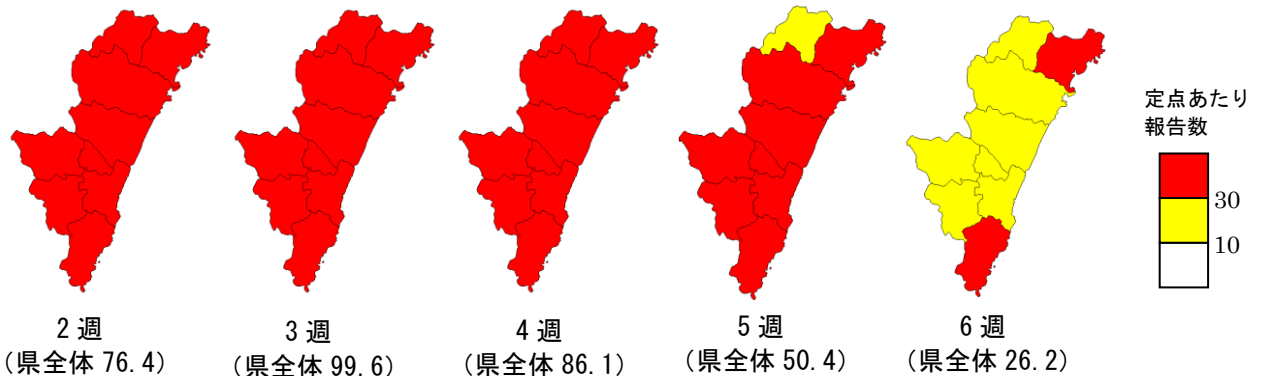 定点あたり
報告数
30
10
2週
(県全体 76.4)
3週
(県全体 99.6)
4週
(県全体 86.1)
5週
(県全体 50.4)
6週
(県全体 26.2)